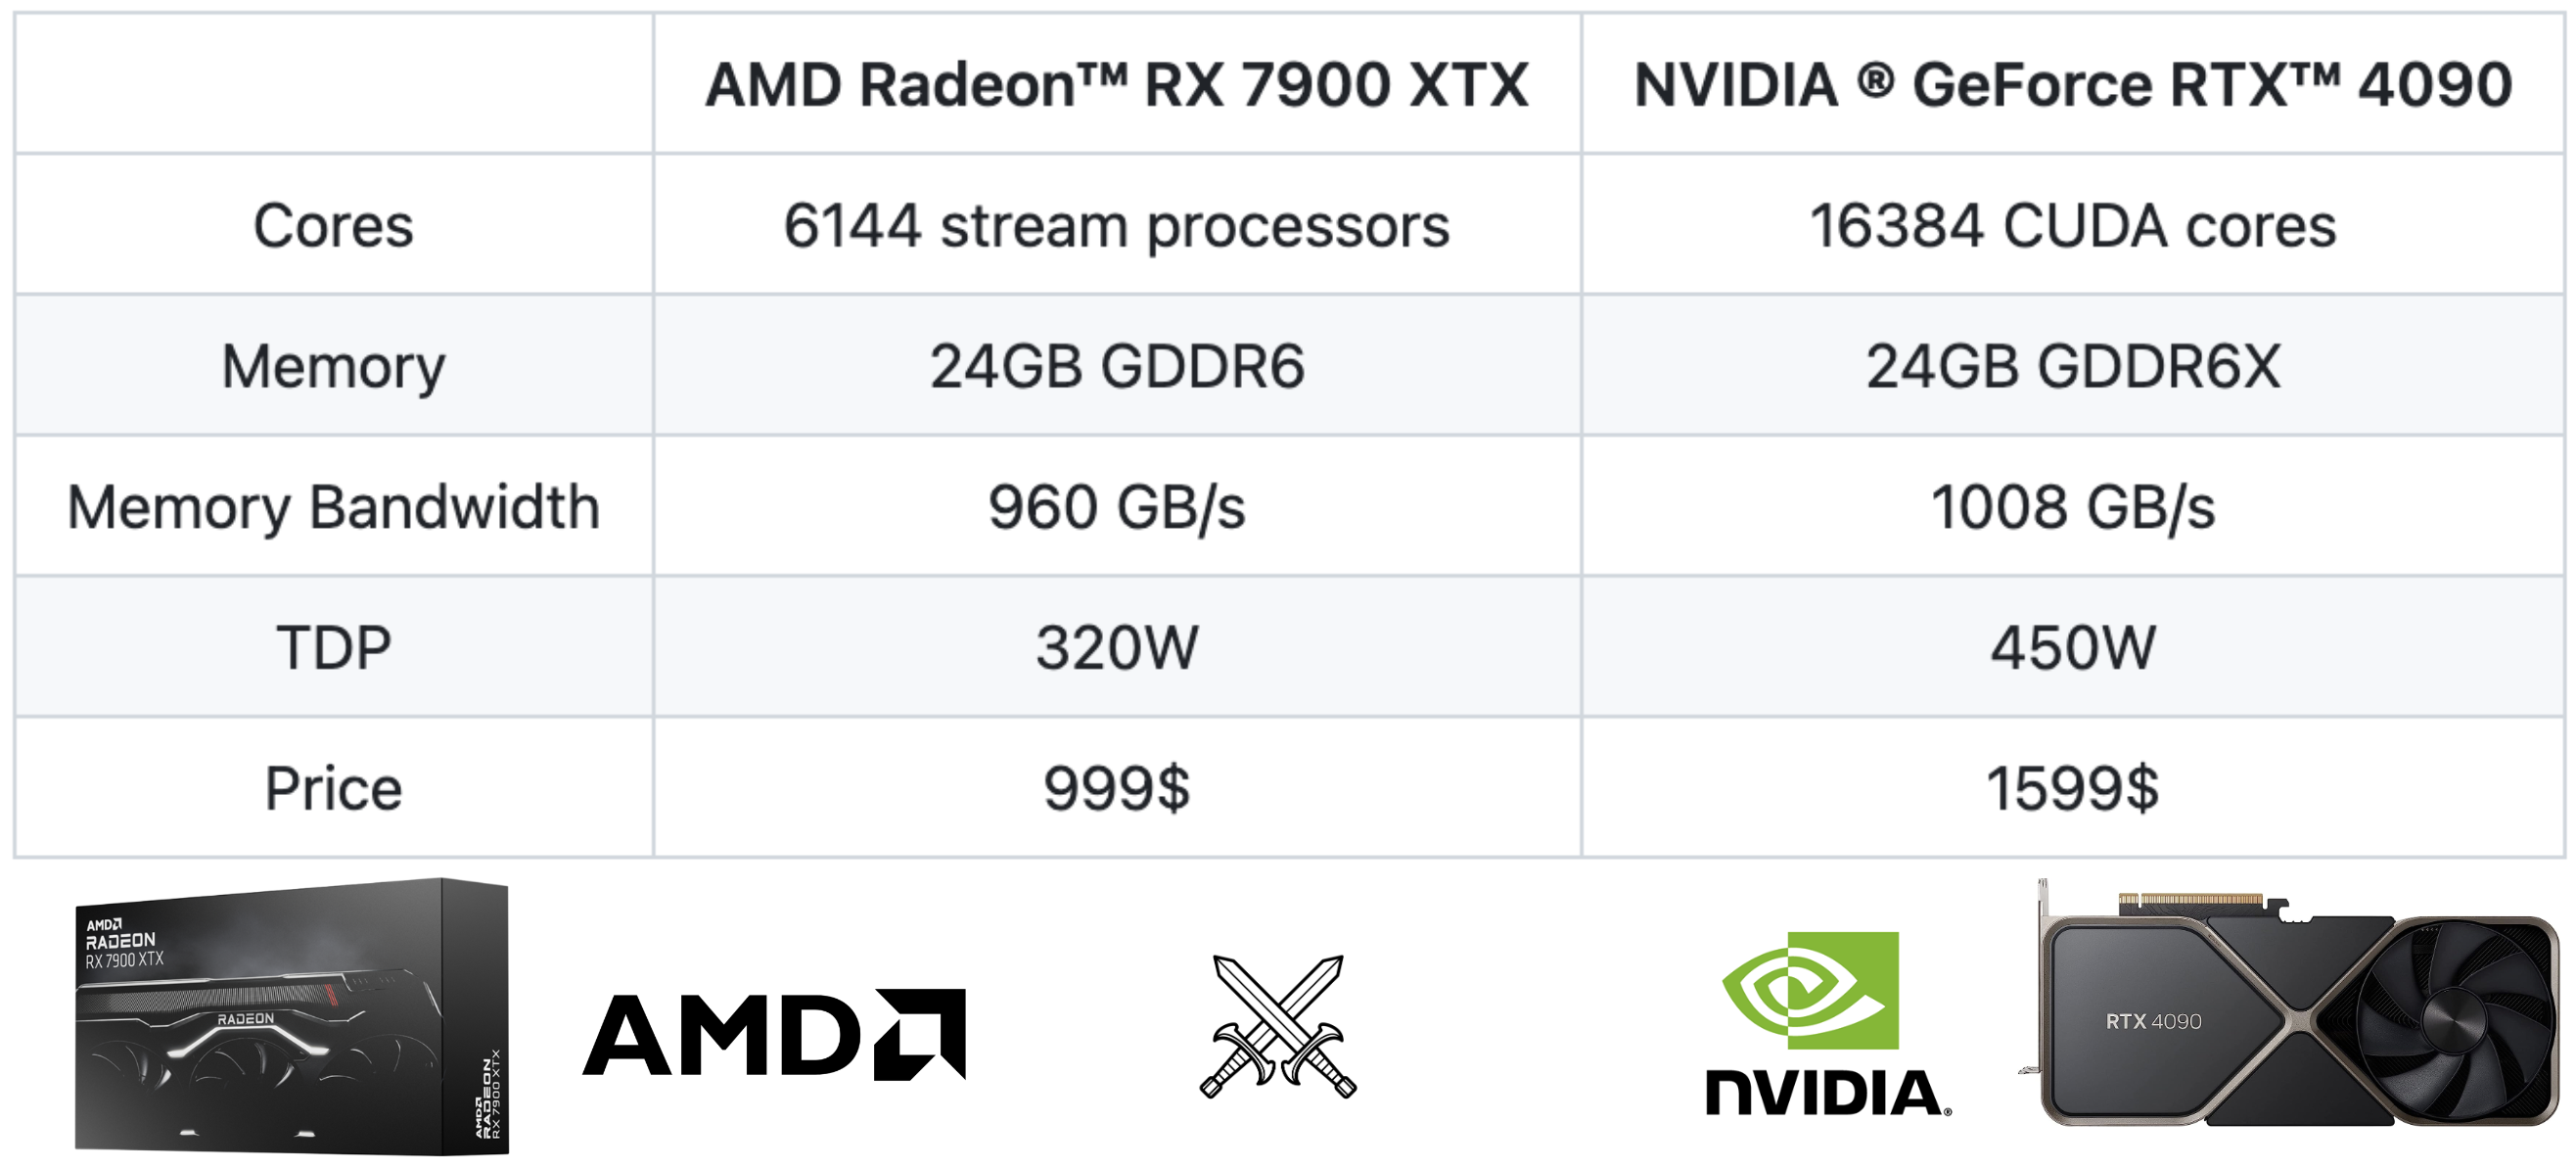 AMD Radeon™ RX 7900 XTX NVIDIA ® GeForce RTX™ 4090
Cores 6144 stream processors 16384 CUDA cores
Memory 24GB GDDR6 24GB GDDR6X
Memory Bandwidth 960 GB/s 1008 GB/s
TDP 320W 450W
Price 999$ 1599$
AMD
RADEON
RX 7900 XTX
RADEON
AMD
RADEON
RX 7900 XTX
AMD
NVIDIA®
RTX 4090